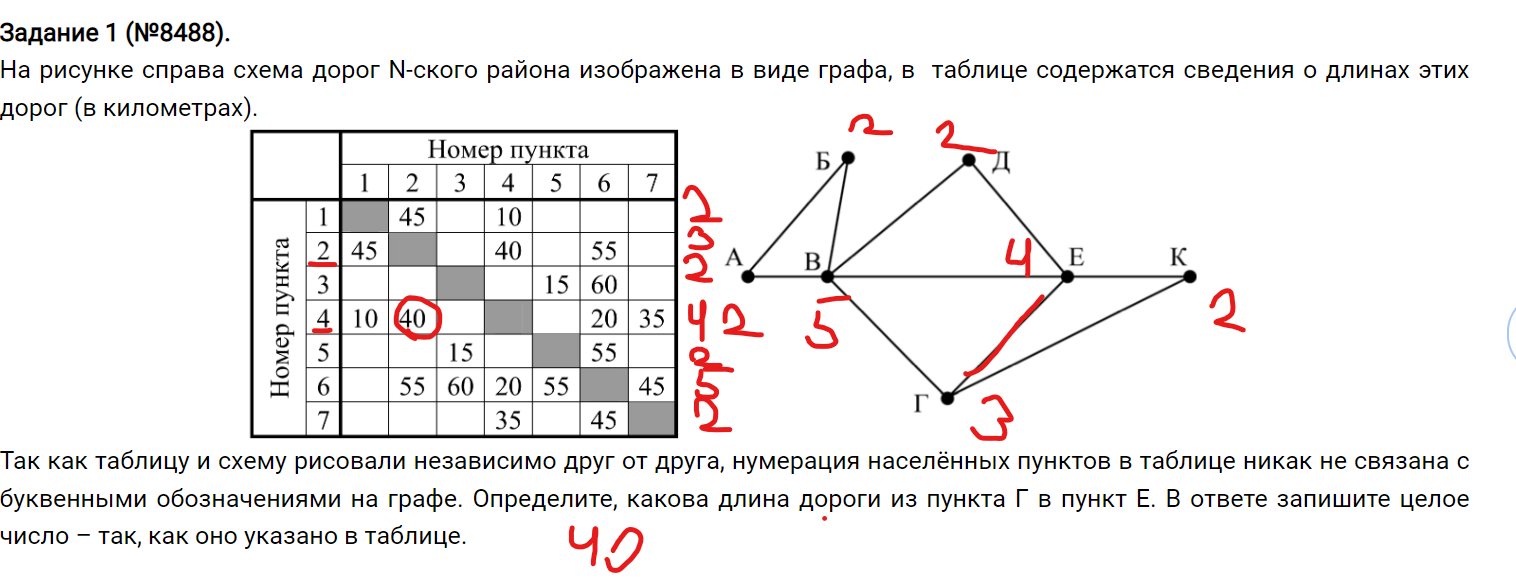 Задание 1 (№8488).
На рисунке справа схема дорог N-ского района изображена в виде графа, в таблице содержатся сведения о длинах этих
дорог (в километрах).
Номер пункта
1 2 3 4 5 6 7
Номер пункта
1 45 10 2
2 45 40 55 3
3 15 60 2
4 10 40 20 35 4
5 15 55 2
6 55 60 20 55 45 5
7 35 45 2
2 2
Б Д
А В 4 Е К
2 5 2
Г 3
Так как таблицу и схему рисовали независимо друг от друга, нумерация населённых пунктов в таблице никак не связана с
буквенными обозначениями на графе. Определите, какова длина дороги из пункта Г в пункт Е. В ответе запишите целое
число – так, как оно указано в таблице.
40